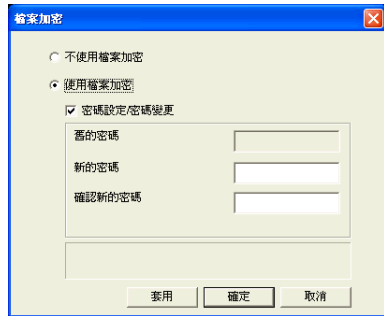 檔案加密
不使用檔案加密
使用檔案加密
密碼設定/密碼變更
舊的密碼
新的密碼
確認新的密碼
套用 確定 取消